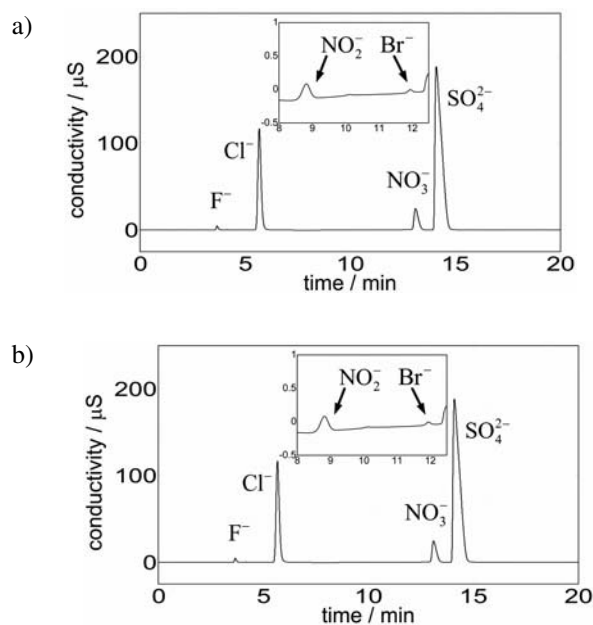 a)
200
100
0
conductivity / µS
1
0.5
0
-0.5
8 9 10 11 12
NO₂⁻ Br⁻
F⁻ Cl⁻ NO₃⁻ SO₄²⁻
0 5 10 15 20
time / min
b)
200
100
0
conductivity / µS
1
0.5
0
-0.5
8 9 10 11 12
NO₂⁻ Br⁻
F⁻ Cl⁻ NO₃⁻ SO₄²⁻
0 5 10 15 20
time / min